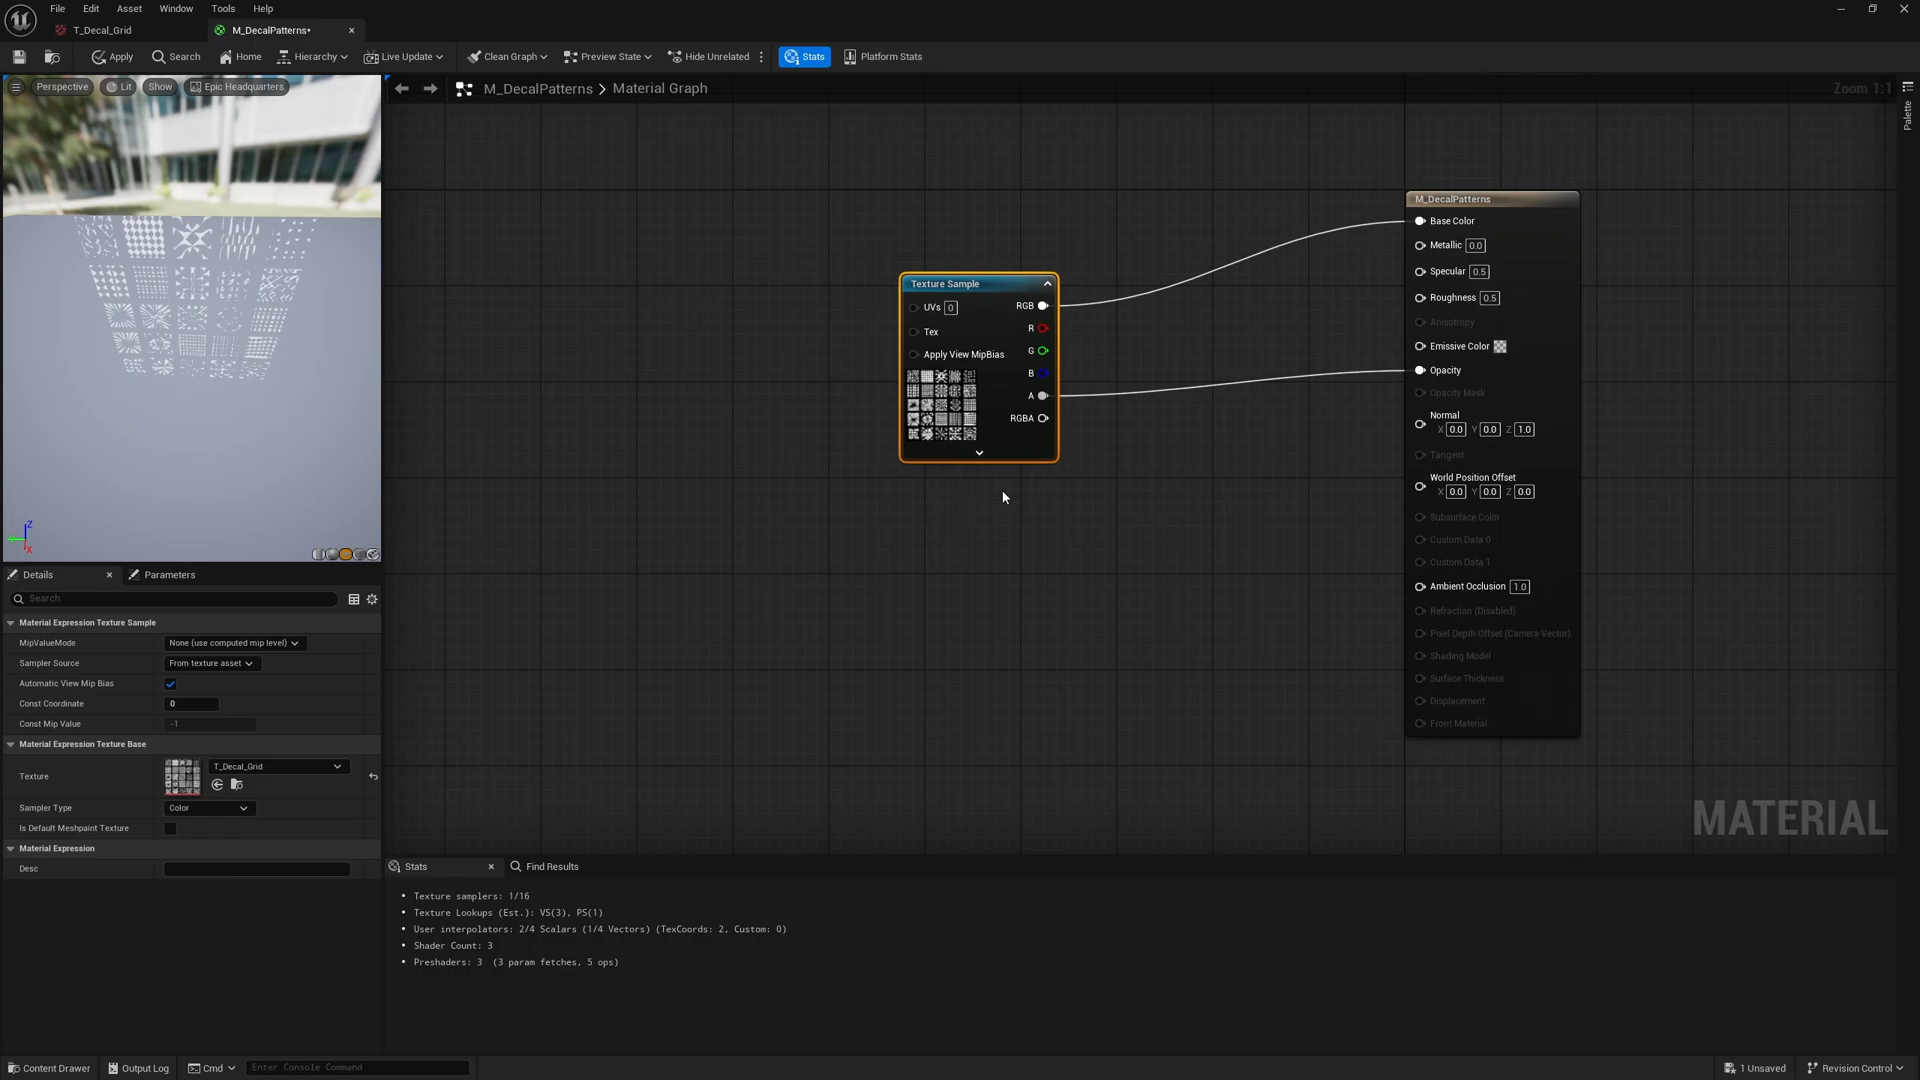 File Edit Asset Window Tools Help
T_Decal_Grid
M_DecalPatterns*
Apply Search Home Hierarchy Live Update Clean Graph Preview State Hide Unrelated Stats Platform Stats
Perspective Lit Show Epic Headquarters
M_DecalPatterns > Material Graph
Zoom 1:1
Palette
Texture Sample
UVs 0
Tex
Apply View MipBias
RGB
R
G
B
A
RGBA
M_DecalPatterns
Base Color
Metallic 0.0
Specular 0.5
Roughness 0.5
Anisotropy
Emissive Color
Opacity
Opacity Mask
Normal
X 0.0 Y 0.0 Z 1.0
Tangent
World Position Offset
X 0.0 Y 0.0 Z 0.0
Subsurface Color
Custom Data 0
Custom Data 1
Ambient Occlusion 1.0
Refraction (Disabled)
Pixel Depth Offset (Camera Vector)
Shading Model
Surface Thickness
Displacement
Front Material
MATERIAL
Z
X
Details Parameters
Search
Material Expression Texture Sample
MipValueMode None (use computed mip level)
Sampler Source From texture asset
Automatic View Mip Bias
Const Coordinate 0
Const Mip Value -1
Material Expression Texture Base
Texture T_Decal_Grid
Sampler Type Color
Is Default Meshpaint Texture
Material Expression
Desc
Stats Find Results
• Texture samplers: 1/16
• Texture Lookups (Est.): VS(3), PS(1)
• User interpolators: 2/4 Scalars (1/4 Vectors) (TexCoords: 2, Custom: 0)
• Shader Count: 3
• Preshaders: 3 (3 param fetches, 5 ops)
Content Drawer Output Log Cmd Enter Console Command 1 Unsaved Revision Control